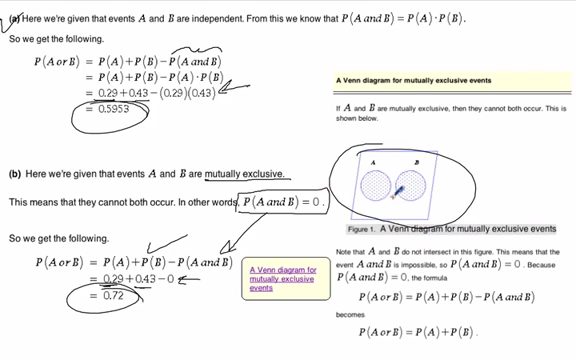 (a) Here we're given that events A and B are independent. From this we know that P(A and B) = P(A)·P(B).
So we get the following.
P(A or B) = P(A)+P(B)−P(A and B)
= P(A)+P(B)−P(A)·P(B)
= 0.29+0.43−(0.29)(0.43)
= 0.5953
(b) Here we're given that events A and B are mutually exclusive.
This means that they cannot both occur. In other words, P(A and B) = 0.
So we get the following.
P(A or B) = P(A)+P(B)−P(A and B)
= 0.29+0.43−0
= 0.72
A Venn diagram for
mutually exclusive
events
A Venn diagram for mutually exclusive events
If A and B are mutually exclusive, then they cannot both occur. This is
shown below.
A B
Figure 1. A Venn diagram for mutually exclusive events
Note that A and B do not intersect in this figure. This means that the
event A and B is impossible, so P(A and B) = 0. Because
P(A and B) = 0, the formula
P(A or B) = P(A)+P(B)−P(A and B)
becomes
P(A or B) = P(A)+P(B).